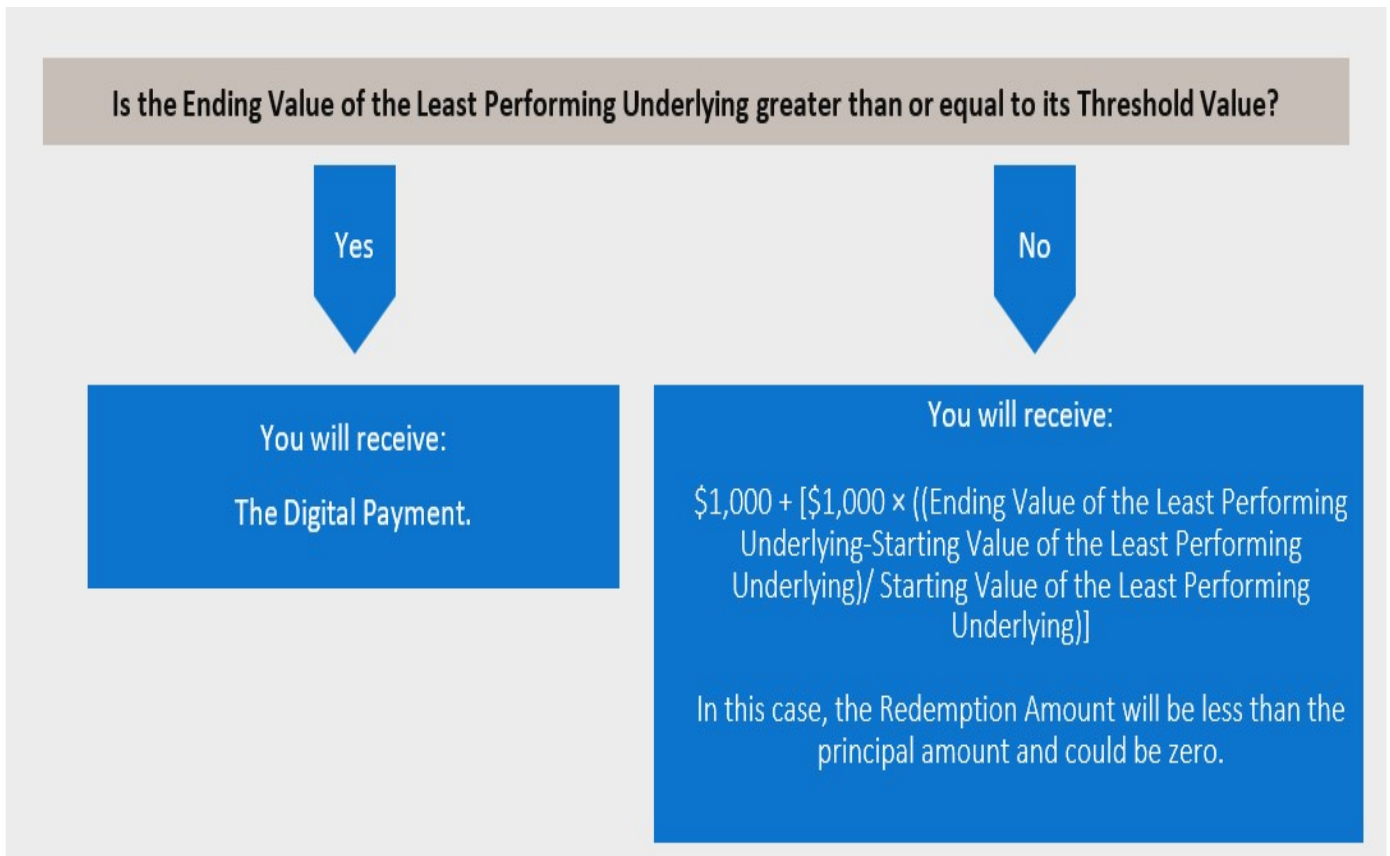 Is the Ending Value of the Least Performing Underlying greater than or equal to its Threshold Value?
Yes
No
You will receive:
The Digital Payment.
You will receive:
$1,000 + [$1,000 × ((Ending Value of the Least Performing
Underlying-Starting Value of the Least Performing
Underlying)/ Starting Value of the Least Performing
Underlying)]
In this case, the Redemption Amount will be less than the
principal amount and could be zero.